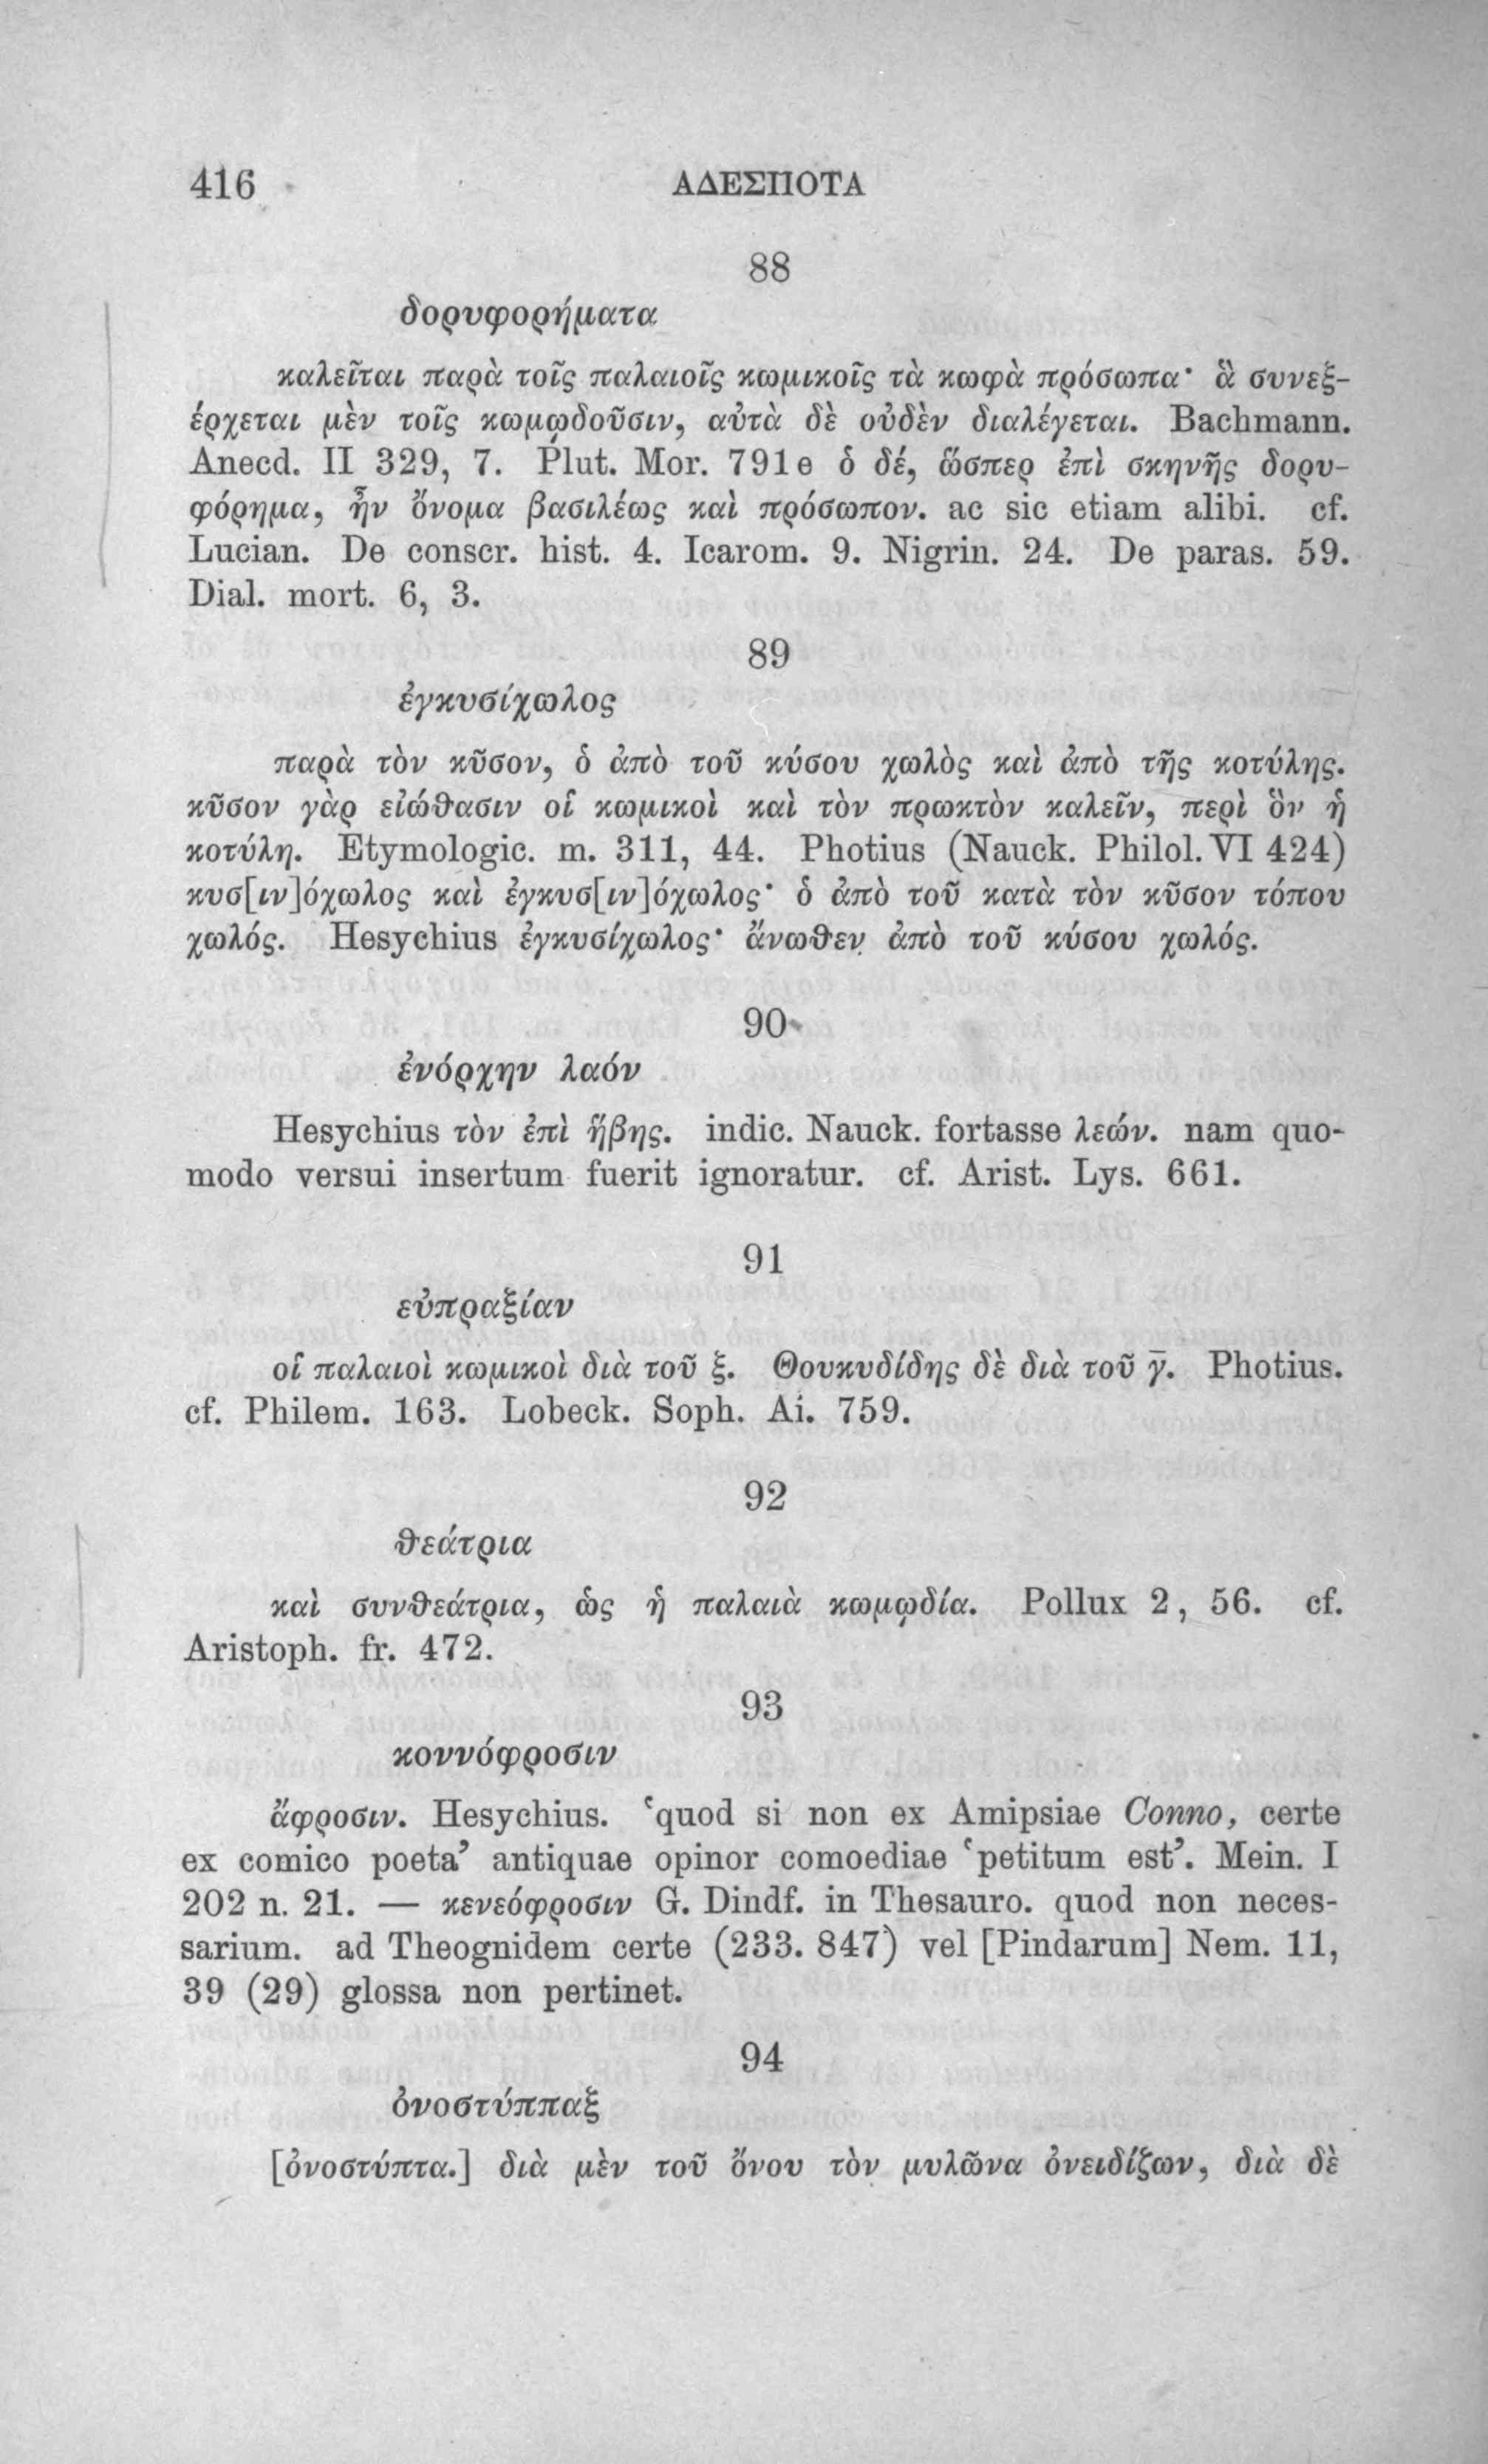 416 ΑΔΕΣΠΟΤΑ
88
δορυφορήματα
καλεῖται παρὰ τοῖς παλαιοῖς κωμικοῖς τὰ κωφὰ πρόσωπα· ἃ συνεξ-
έρχεται μὲν τοῖς κωμῳδοῦσιν, αὐτὰ δὲ οὐδὲν διαλέγεται. Bachmann.
Anecd. II 329, 7. Plut. Mor. 791e ὁ δέ, ὥσπερ ἐπὶ σκηνῆς δορυ-
φόρημα, ἦν ὄνομα βασιλέως καὶ πρόσωπον. ac sic etiam alibi. cf.
Lucian. De conscr. hist. 4. Icarom. 9. Nigrin. 24. De paras. 59.
Dial. mort. 6, 3.
89
ἐγκυσίχωλος
παρὰ τὸν κῦσον, ὁ ἀπὸ τοῦ κύσου χωλὸς καὶ ἀπὸ τῆς κοτύλης.
κῦσον γὰρ εἰώθασιν οἱ κωμικοὶ καὶ τὸν πρωκτὸν καλεῖν, περὶ ὃν ἡ
κοτύλη. Etymologic. m. 311, 44. Photius (Nauck. Philol. VI 424)
κυσ[ιν]όχωλος καὶ ἐγκυσ[ιν]όχωλος· ὁ ἀπὸ τοῦ κατὰ τὸν κῦσον τόπου
χωλός. Hesychius ἐγκυσίχωλος· ἄνωθεν ἀπὸ τοῦ κύσου χωλός.
90
ἐνόρχην λαόν
Hesychius τὸν ἐπὶ ἥβης. indic. Nauck. fortasse λεών. nam quo-
modo versui insertum fuerit ignoratur. cf. Arist. Lys. 661.
91
εὐπραξίαν
οἱ παλαιοὶ κωμικοὶ διὰ τοῦ ξ. Θουκυδίδης δὲ διὰ τοῦ γ̄. Photius.
cf. Philem. 163. Lobeck. Soph. Ai. 759.
92
θεάτρια
καὶ συνθεάτρια, ὡς ἡ παλαιὰ κωμῳδία. Pollux 2, 56. cf.
Aristoph. fr. 472.
93
κοννόφροσιν
ἄφροσιν. Hesychius. ‘quod si non ex Amipsiae Conno, certe
ex comico poeta’ antiquae opinor comoediae ‘petitum est’. Mein. I
202 n. 21. — κενεόφροσιν G. Dindf. in Thesauro. quod non neces-
sarium. ad Theognidem certe (233. 847) vel [Pindarum] Nem. 11,
39 (29) glossa non pertinet.
94
ὀνοστύππαξ
[ὀνοστύπτα.] διὰ μὲν τοῦ ὄνου τὸν μυλῶνα ὀνειδίζων, διὰ δὲ